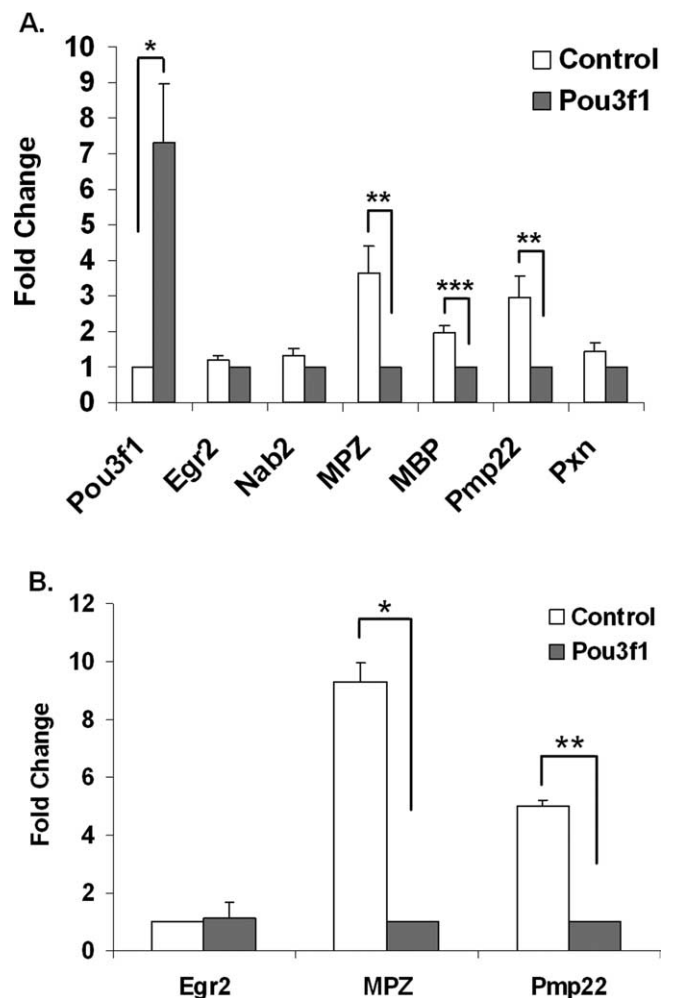 A.
Fold Change
10
9
8
7
6
5
4
3
2
1
0
*
**
***
**
Control
Pou3f1
Pou3f1
Egr2
Nab2
MPZ
MBP
Pmp22
Pxn
B.
Fold Change
12
10
8
6
4
2
0
*
**
Control
Pou3f1
Egr2
MPZ
Pmp22